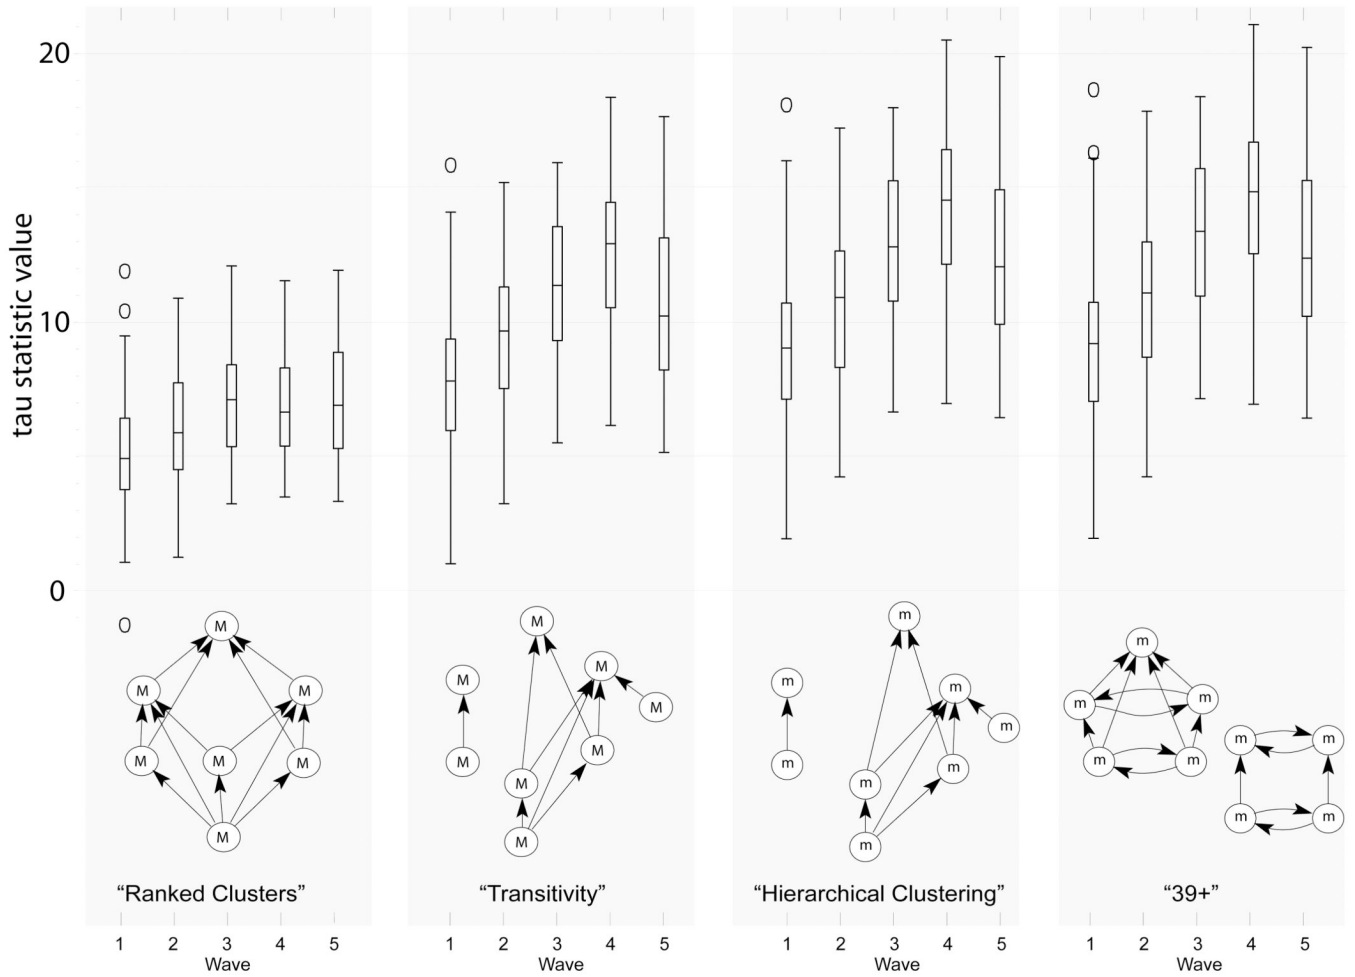 20
10
0
tau statistic value
M
M M
M M M
M
"Ranked Clusters"
1 2 3 4 5
Wave
M
M M
M
M M
M
M
"Transitivity"
1 2 3 4 5
Wave
m
m m
m
m m
m
m
"Hierarchical Clustering"
1 2 3 4 5
Wave
m
m m
m m
m m
m m
"39+"
1 2 3 4 5
Wave